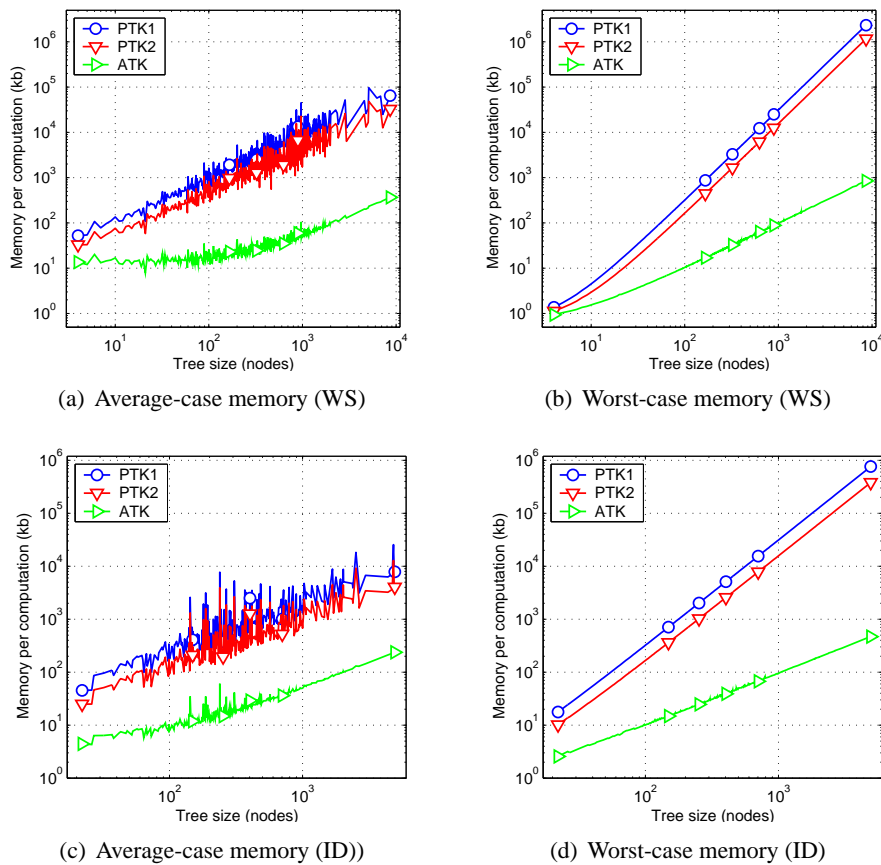 PTK1
PTK2
ATK
Memory per computation (kb)
10^6
10^5
10^4
10^3
10^2
10^1
10^0
10^1 10^2 10^3 10^4
Tree size (nodes)
(a) Average-case memory (WS)
PTK1
PTK2
ATK
Memory per computation (kb)
10^6
10^5
10^4
10^3
10^2
10^1
10^0
10^1 10^2 10^3 10^4
Tree size (nodes)
(b) Worst-case memory (WS)
PTK1
PTK2
ATK
Memory per computation (kb)
10^6
10^5
10^4
10^3
10^2
10^1
10^0
10^2 10^3
Tree size (nodes)
(c) Average-case memory (ID))
PTK1
PTK2
ATK
Memory per computation (kb)
10^6
10^5
10^4
10^3
10^2
10^1
10^0
10^2 10^3
Tree size (nodes)
(d) Worst-case memory (ID)